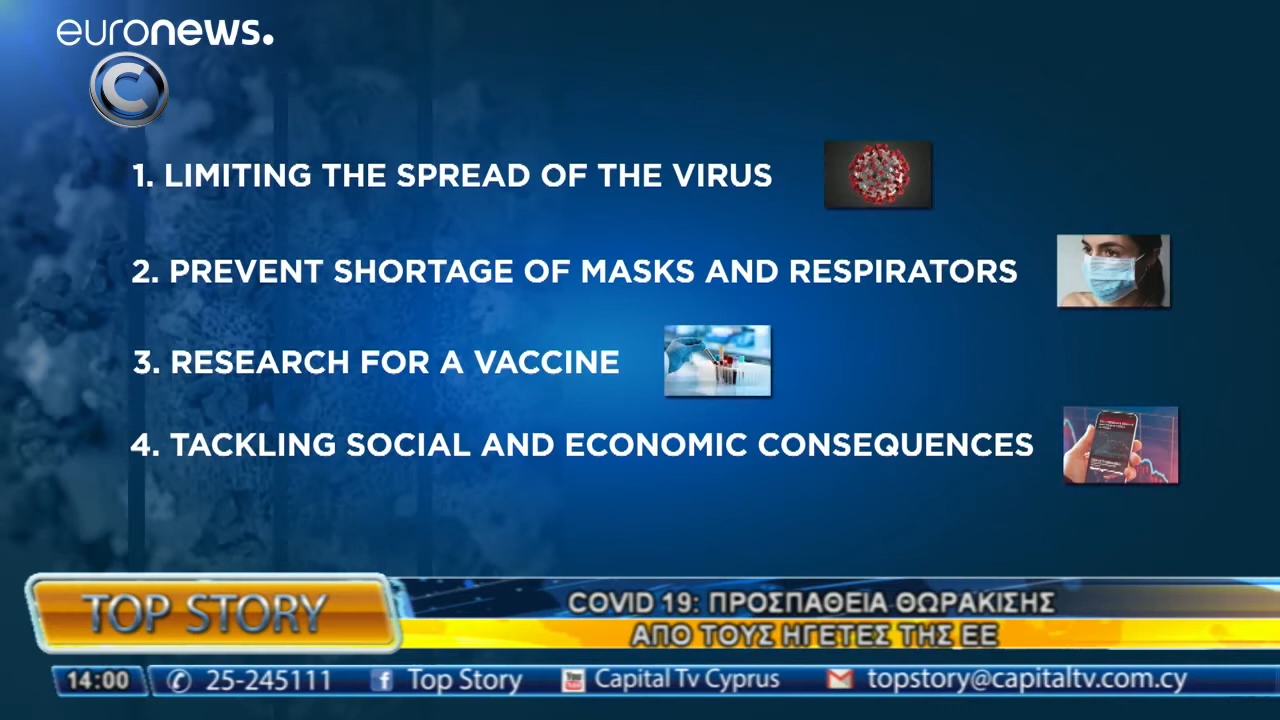 euronews.
C
1. LIMITING THE SPREAD OF THE VIRUS
2. PREVENT SHORTAGE OF MASKS AND RESPIRATORS
3. RESEARCH FOR A VACCINE
4. TACKLING SOCIAL AND ECONOMIC CONSEQUENCES
TOP STORY
COVID 19: ΠΡΟΣΠΑΘΕΙΑ ΘΩΡΑΚΙΣΗΣ
ΑΠΟ ΤΟΥΣ ΗΓΕΤΕΣ ΤΗΣ ΕΕ
14:00 25-245111 f Top Story You Tube Capital Tv Cyprus topstory@capitaltv.com.cy